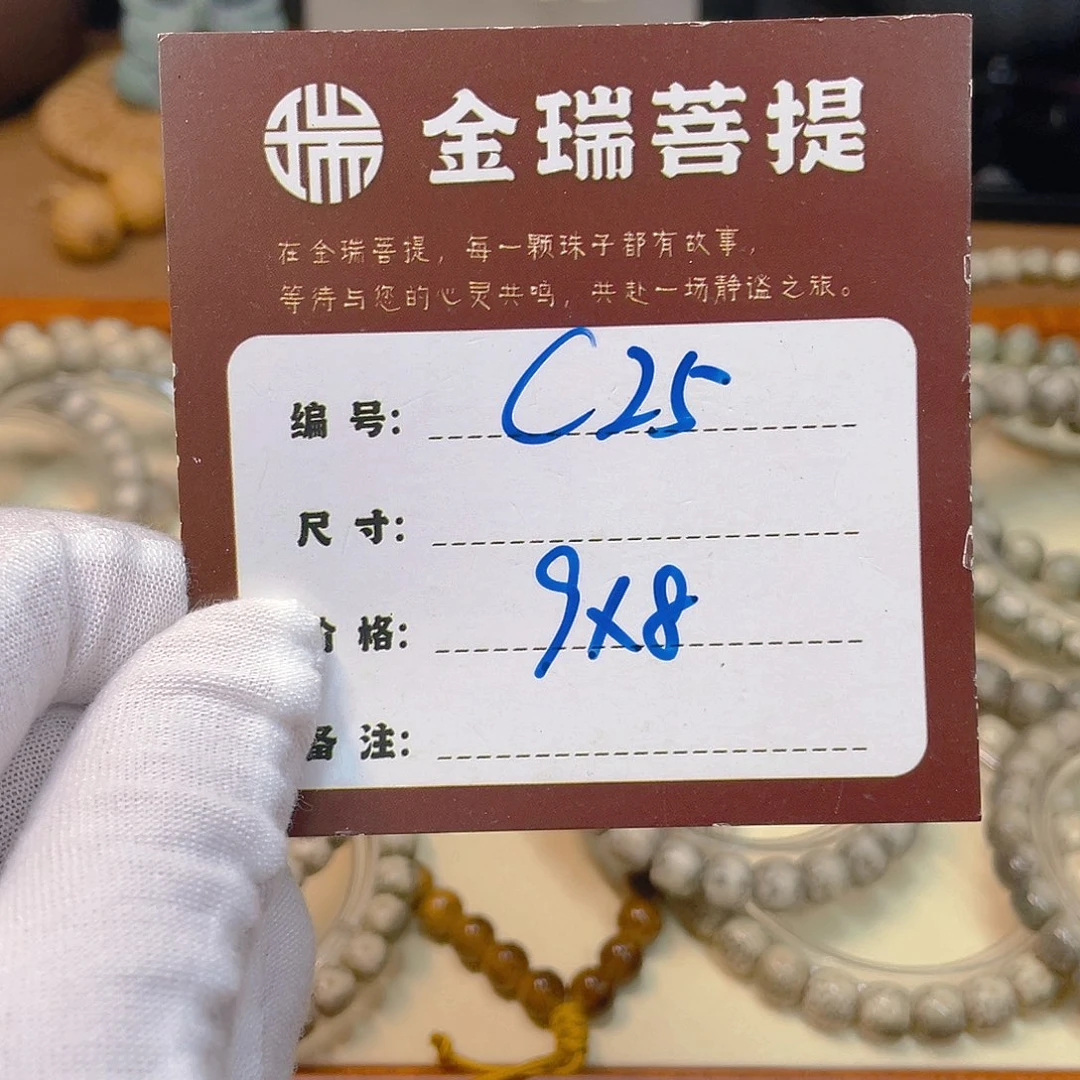 瑞 金瑞菩提
在金瑞菩提，每一颗珠子都有故事，
等待与您的心灵共鸣，共赴一场静谧之旅。
编 号： C25
尺 寸：
价 格： 9x8
备 注：